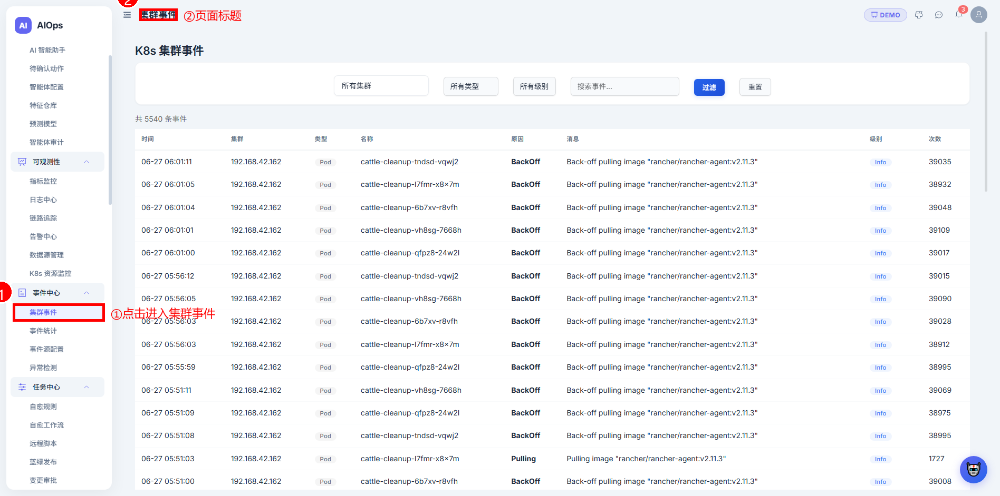 AI AIOps
AI 智能助手
待确认动作
智能体配置
特征仓库
预测模型
智能体审计
可观测性
指标监控
日志中心
链路追踪
告警中心
数据源管理
K8s 资源监控
1
事件中心
集群事件
①点击进入集群事件
事件统计
事件源配置
异常检测
任务中心
自愈规则
自愈工作流
远程脚本
蓝绿发布
变更审批
2
集群事件 ②页面标题
DEMO 3
K8s 集群事件
所有集群 所有类型 所有级别 搜索事件... 过滤 重置
共 5540 条事件
时间 集群 类型 名称 原因 消息 级别 次数
06-27 06:01:11 192.168.42.162 Pod cattle-cleanup-tndsd-vqwj2 BackOff Back-off pulling image "rancher/rancher-agent:v2.11.3" Info 39035
06-27 06:01:05 192.168.42.162 Pod cattle-cleanup-l7fmr-x8×7m BackOff Back-off pulling image "rancher/rancher-agent:v2.11.3" Info 38932
06-27 06:01:04 192.168.42.162 Pod cattle-cleanup-6b7xv-r8vfh BackOff Back-off pulling image "rancher/rancher-agent:v2.11.3" Info 39048
06-27 06:01:01 192.168.42.162 Pod cattle-cleanup-vh8sg-7668h BackOff Back-off pulling image "rancher/rancher-agent:v2.11.3" Info 39109
06-27 06:01:00 192.168.42.162 Pod cattle-cleanup-qfpz8-24w2l BackOff Back-off pulling image "rancher/rancher-agent:v2.11.3" Info 39017
06-27 05:56:12 192.168.42.162 Pod cattle-cleanup-tndsd-vqwj2 BackOff Back-off pulling image "rancher/rancher-agent:v2.11.3" Info 39015
06-27 05:56:05 192.168.42.162 Pod cattle-cleanup-vh8sg-7668h BackOff Back-off pulling image "rancher/rancher-agent:v2.11.3" Info 39090
06-27 05:56:03 192.168.42.162 Pod cattle-cleanup-6b7xv-r8vfh BackOff Back-off pulling image "rancher/rancher-agent:v2.11.3" Info 39028
06-27 05:56:03 192.168.42.162 Pod cattle-cleanup-l7fmr-x8×7m BackOff Back-off pulling image "rancher/rancher-agent:v2.11.3" Info 38912
06-27 05:55:59 192.168.42.162 Pod cattle-cleanup-qfpz8-24w2l BackOff Back-off pulling image "rancher/rancher-agent:v2.11.3" Info 38995
06-27 05:51:11 192.168.42.162 Pod cattle-cleanup-vh8sg-7668h BackOff Back-off pulling image "rancher/rancher-agent:v2.11.3" Info 39069
06-27 05:51:09 192.168.42.162 Pod cattle-cleanup-qfpz8-24w2l BackOff Back-off pulling image "rancher/rancher-agent:v2.11.3" Info 38975
06-27 05:51:08 192.168.42.162 Pod cattle-cleanup-tndsd-vqwj2 BackOff Back-off pulling image "rancher/rancher-agent:v2.11.3" Info 38995
06-27 05:51:03 192.168.42.162 Pod cattle-cleanup-l7fmr-x8×7m Pulling Pulling image "rancher/rancher-agent:v2.11.3" Info 1727
06-27 05:51:00 192.168.42.162 Pod cattle-cleanup-6b7xv-r8vfh BackOff Back-off pulling image "rancher/rancher-agent:v2.11.3" Info 39008